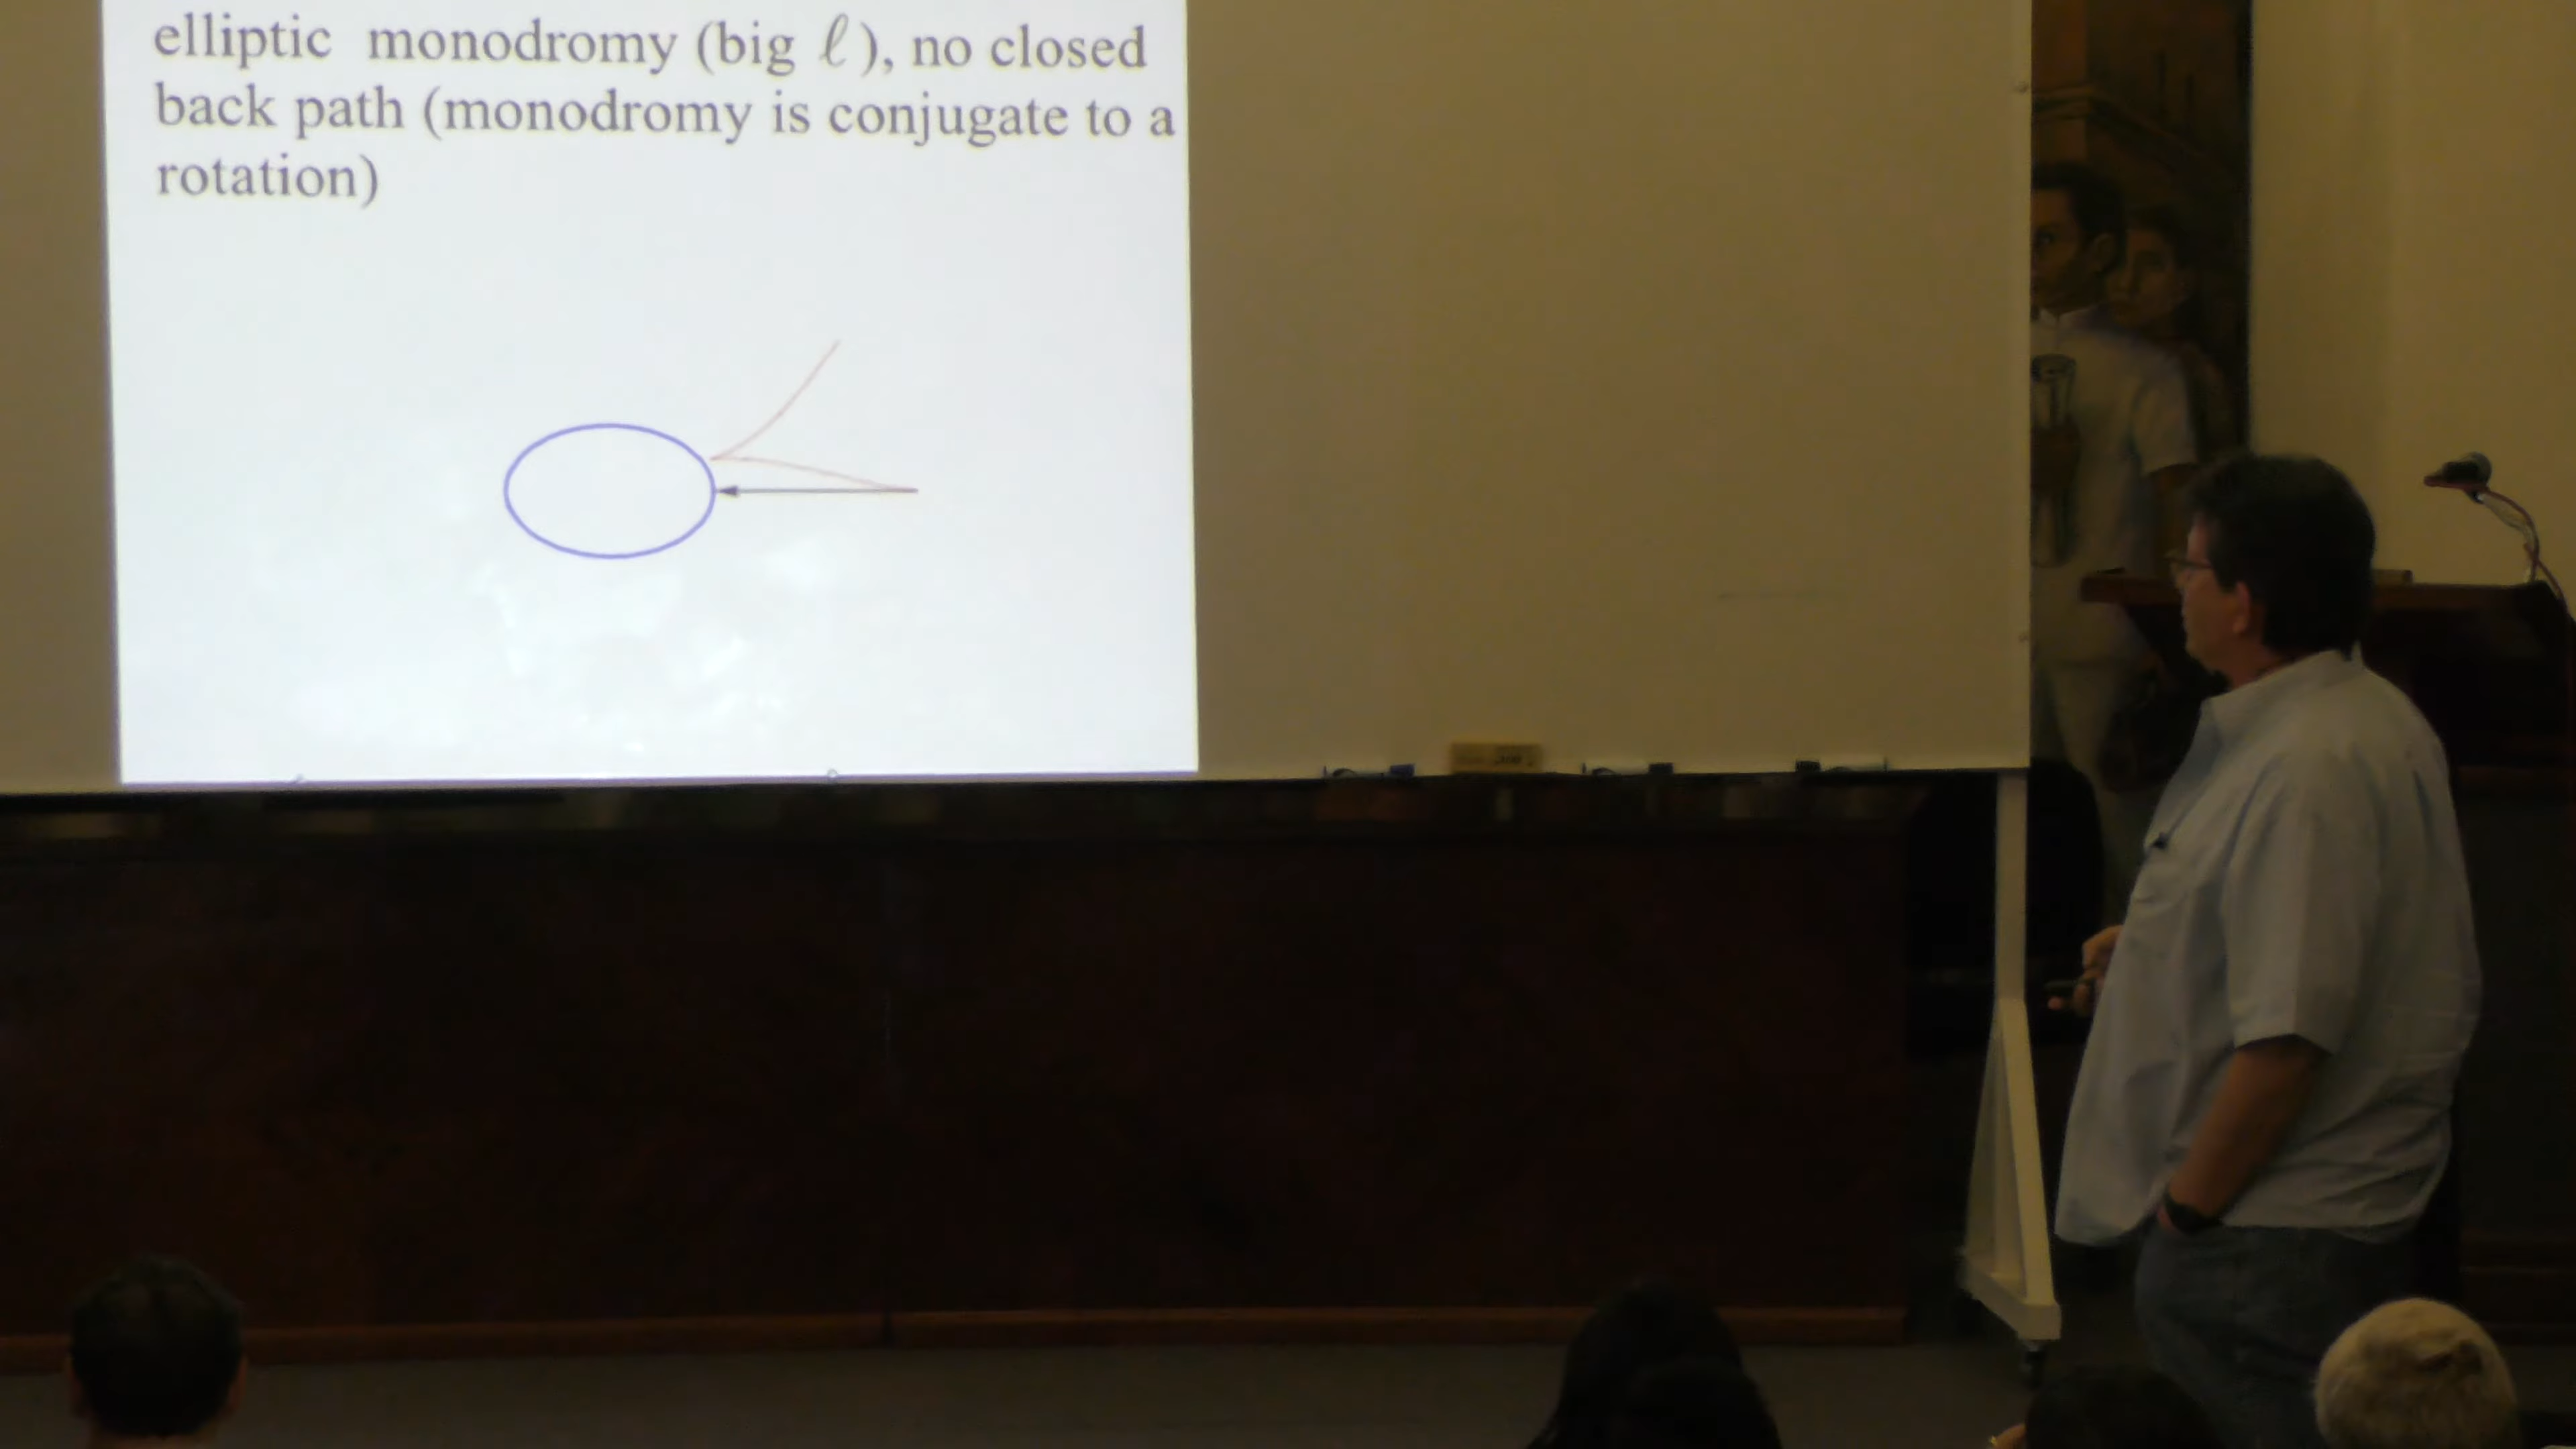 elliptic monodromy (big ℓ), no closed
back path (monodromy is conjugate to a
rotation)